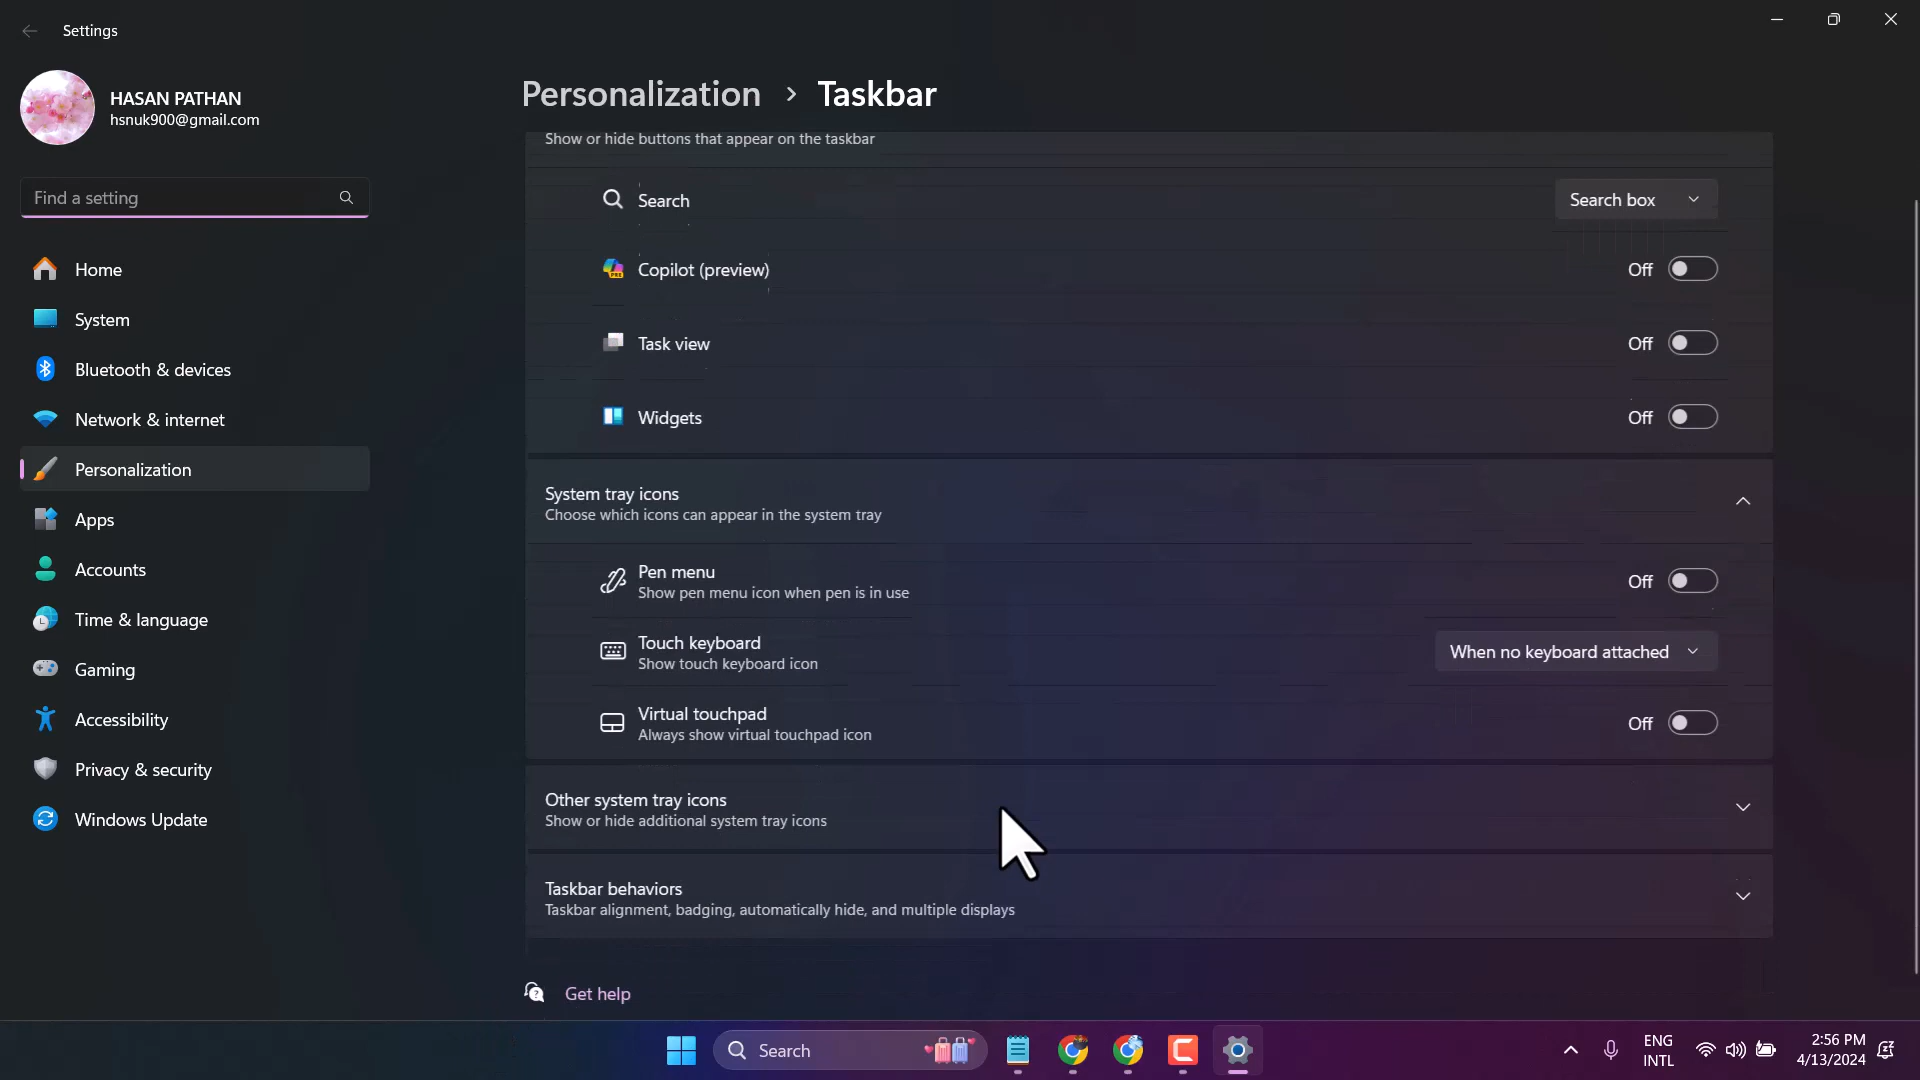 Settings
HASAN PATHAN
hsnuk900@gmail.com
Find a setting
Home
System
Bluetooth & devices
Network & internet
Personalization
Apps
Accounts
Time & language
Gaming
Accessibility
Privacy & security
Windows Update
Personalization > Taskbar
Show or hide buttons that appear on the taskbar
Search
Search box
Copilot (preview)
Off
Task view
Off
Widgets
Off
System tray icons
Choose which icons can appear in the system tray
Pen menu
Show pen menu icon when pen is in use
Off
Touch keyboard
Show touch keyboard icon
When no keyboard attached
Virtual touchpad
Always show virtual touchpad icon
Off
Other system tray icons
Show or hide additional system tray icons
Taskbar behaviors
Taskbar alignment, badging, automatically hide, and multiple displays
Get help
Search
ENG
INTL
2:56 PM
4/13/2024